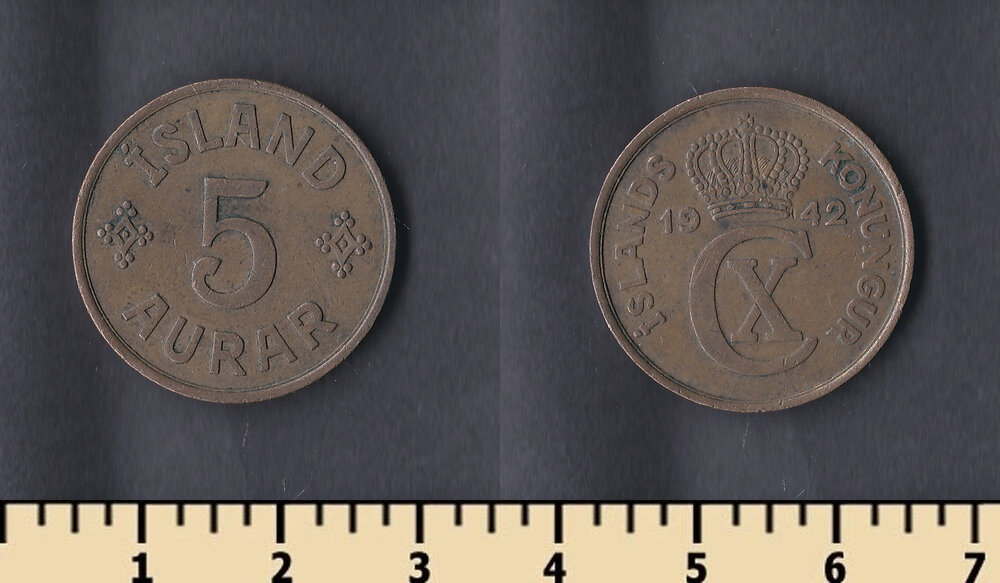 ÍSLAND
5
AURAR
ÍSLANDS KONUNGUR
19 42
CX
1 2 3 4 5 6 7